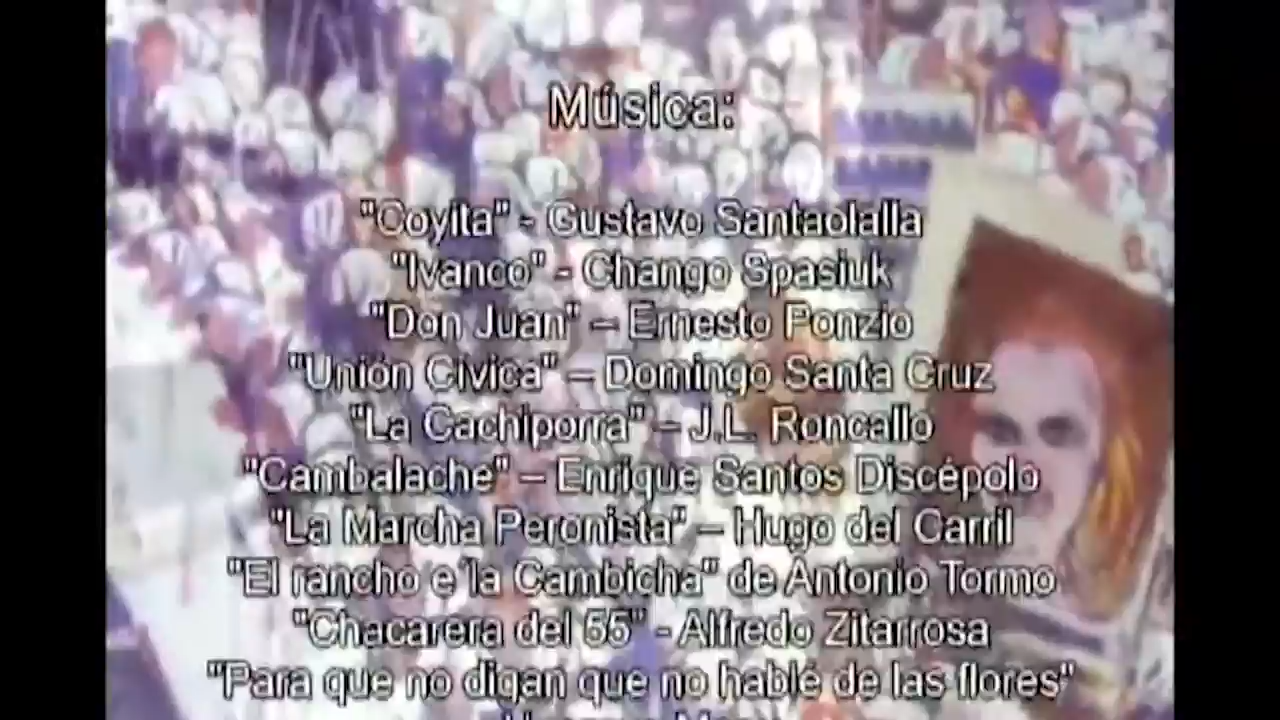 Música:
"Coyita" - Gustavo Santaolalla
"Ivanco" - Chango Spasiuk
"Don Juan" – Ernesto Ponzio
"Unión Cívica" – Domingo Santa Cruz
"La Cachiporra" – J.L. Roncallo
"Cambalache" – Enrique Santos Discépolo
"La Marcha Peronista" – Hugo del Carril
"El rancho e´la Cambicha" de Antonio Tormo
"Chacarera del 55" - Alfredo Zitarrosa
"Para que no digan que no hablé de las flores"